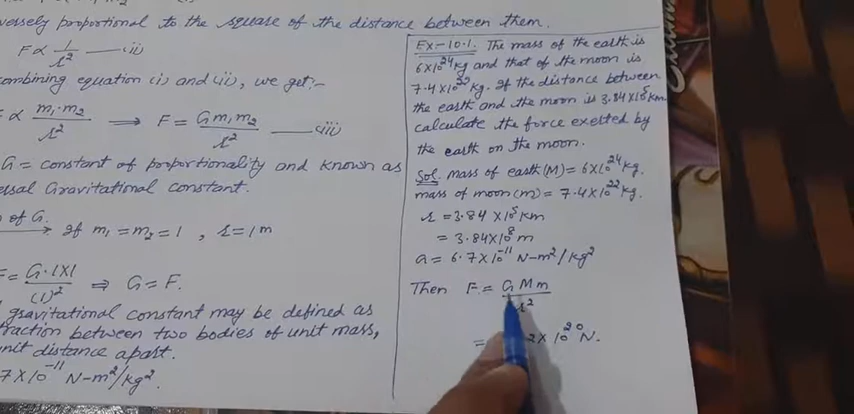 versely proportional to the square of the distance between them.
F ∝ 1/r² —— (ii)
combining equation (i) and (ii), we get:-
∝ m₁·m₂/r² ⟹ F = Gm₁m₂/r² —— (iii)
G = constant of proportionality and known as
Gravitational constant.
of G.
If m₁ = m₂ = 1 , r = 1m
= G·1×1/(1)² ⟹ G = F.
gravitational constant may be defined as
between two bodies of unit mass,
unit distance apart.
7×10⁻¹¹ N-m²/kg².
Ex-10.1. The mass of the earth is
6×10²⁴ kg and that of the moon is
7.4×10²² kg. If the distance between
the earth and the moon is 3.84×10⁵ km
calculate the force exerted by
the earth on the moon.
Sol. mass of earth (M) = 6×10²⁴ kg.
mass of moon (m) = 7.4×10²² kg.
r = 3.84 ×10⁵ km
= 3.84×10⁸ m
G = 6.7×10⁻¹¹ N-m²/kg²
Then F = GMm/r²
= 2×10²⁰ N.